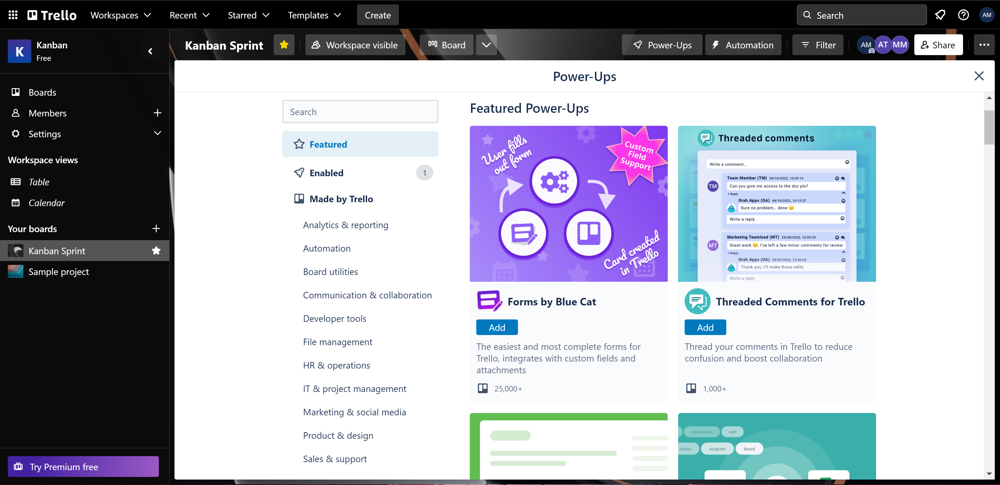 Trello
Workspaces
Recent
Starred
Templates
Create
Search
AM
K
Kanban
Free
Boards
Members
Settings
Workspace views
Table
Calendar
Your boards
Kanban Sprint
Sample project
Try Premium free
Kanban Sprint
Workspace visible
Board
Power-Ups
Automation
Filter
AM
AT
MM
Share
Power-Ups
Search
Featured
Enabled
1
Made by Trello
Analytics & reporting
Automation
Board utilities
Communication & collaboration
Developer tools
File management
HR & operations
IT & project management
Marketing & social media
Product & design
Sales & support
Featured Power-Ups
User fills
out form
Custom
Field
Support
Card created
in Trello
Forms by Blue Cat
Add
The easiest and most complete forms for
Trello, integrates with custom fields and
attachments
25,000+
Threaded comments
Write a comment...
TM
Team Member (TM) 04/10/2022, 10:09:16
Can you give me access to the doc pls?
1 Reply
Orah Apps (OA) 04/10/2022, 10:15:27
Sure no problem... done 🙂
Write a reply
MT
Marketing Teamlead (MT) 29/09/2022, 12:03:35
Great work 🙂, I've left a few minor comments for review
1 Reply
Orah Apps (OA) 29/09/2022, 12:45:03
Thank you, I'll make those edits
Write a reply
Threaded Comments for Trello
Add
Thread your comments in Trello to reduce
confusion and boost collaboration
1,000+
descriptions
card
status
assignee
board